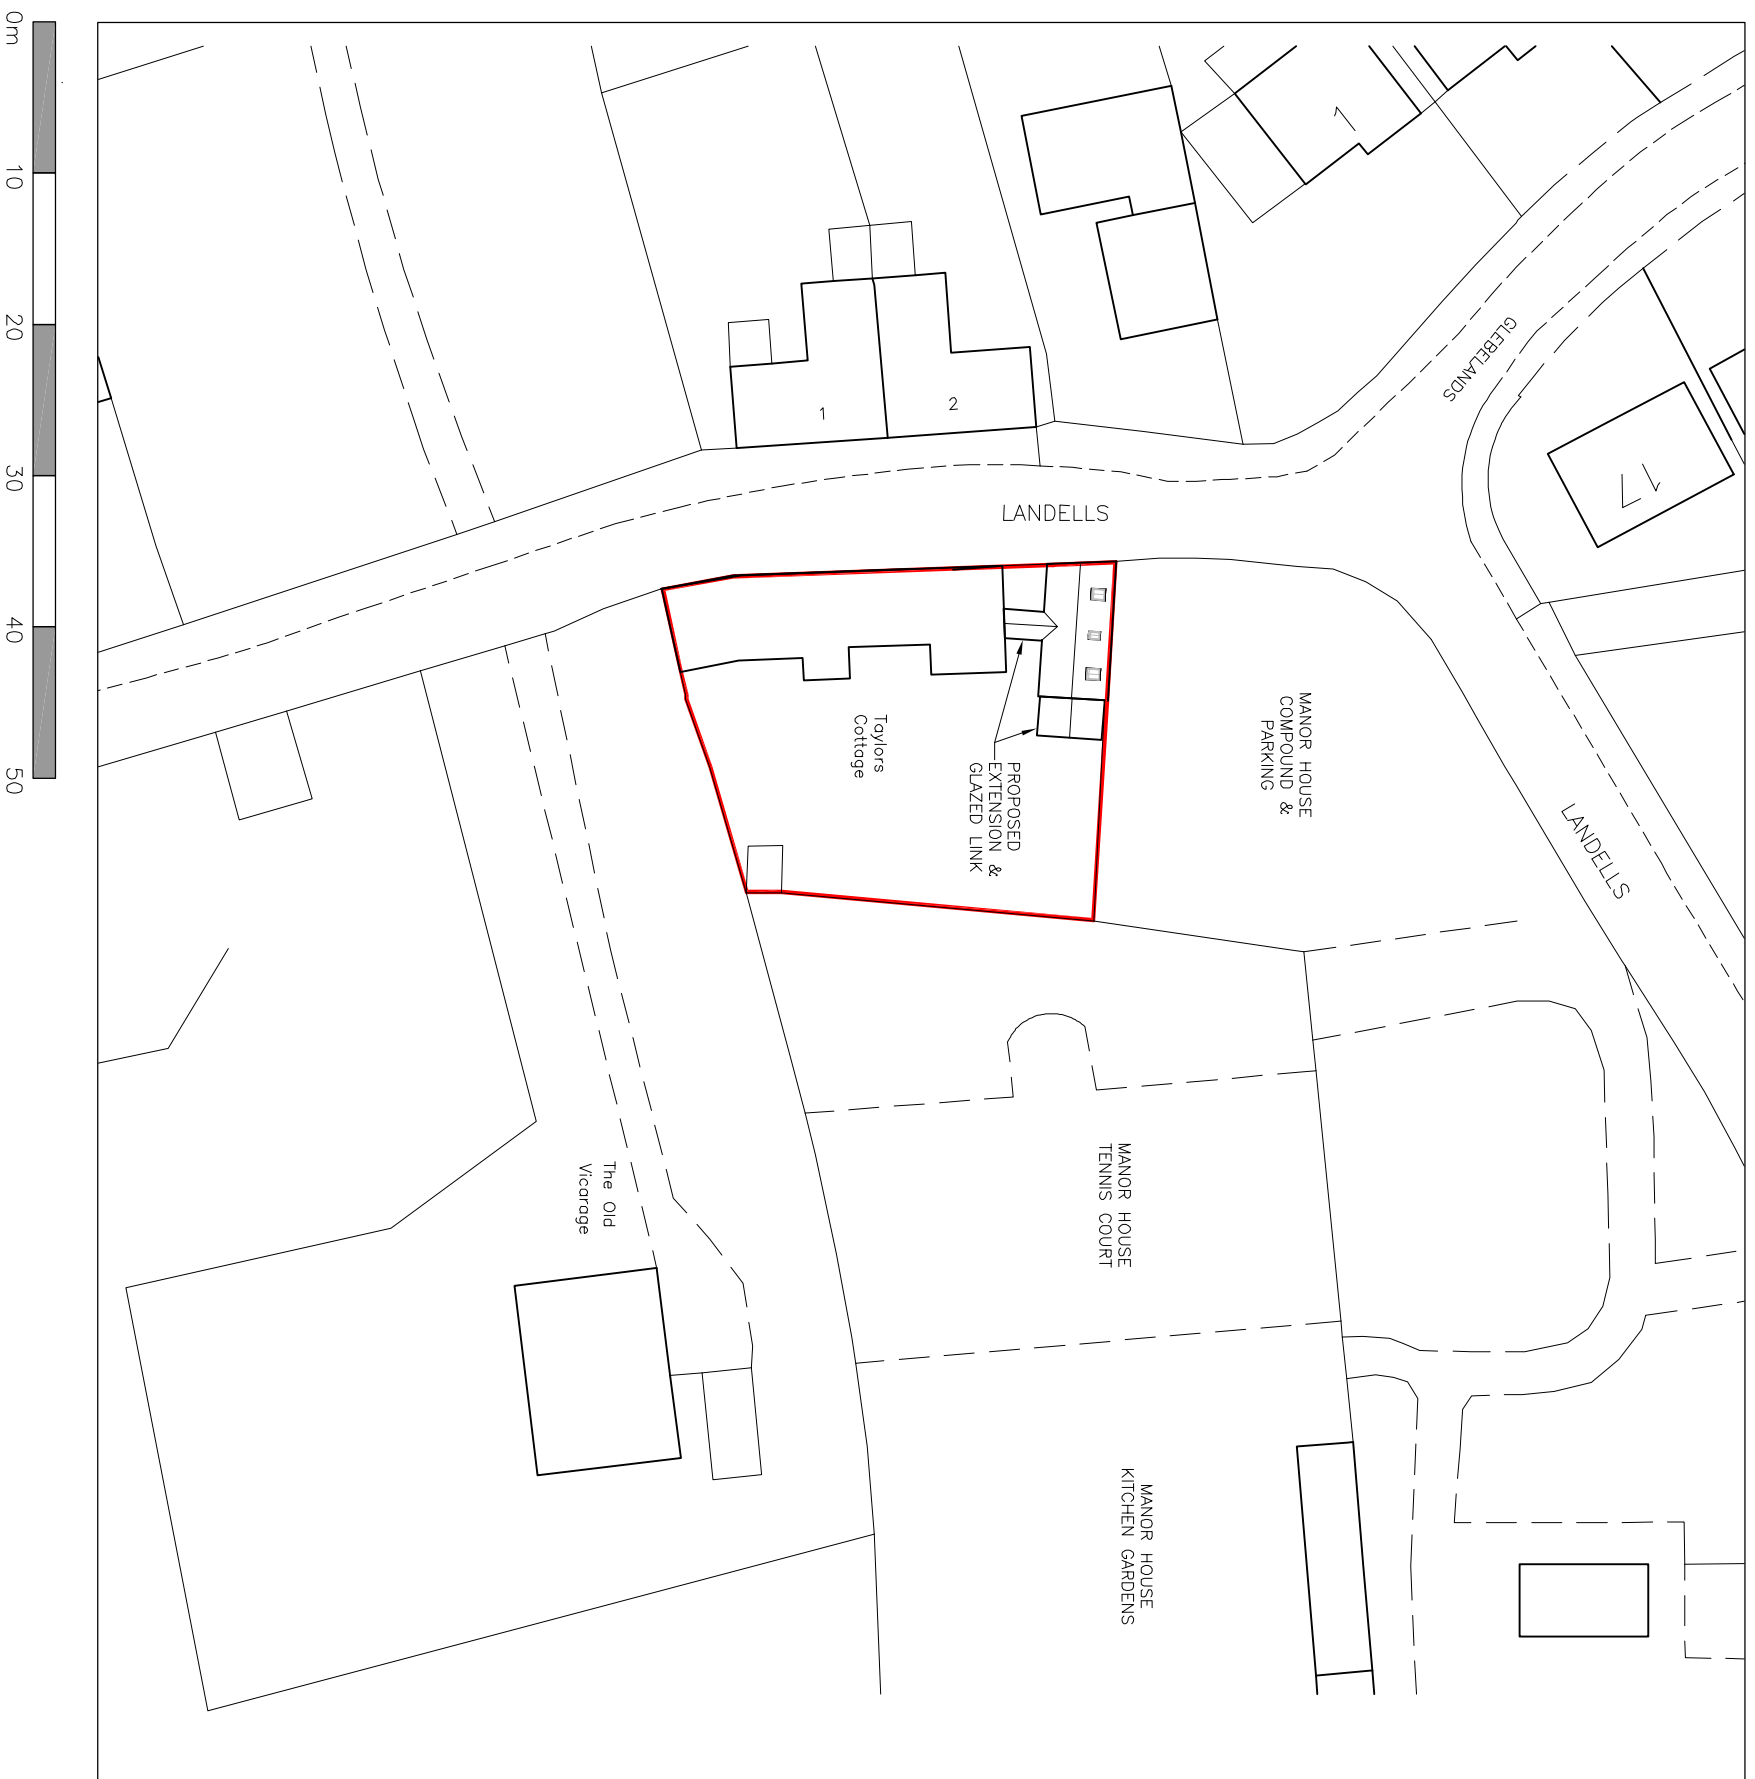 0m
10
20
30
40
50
1
1
2
GLEBELANDS
17
LANDELLS
MANOR HOUSE
COMPOUND &
PARKING
LANDELLS
Taylors
Cottage
PROPOSED
EXTENSION &
GLAZED LINK
The Old
Vicarage
MANOR HOUSE
TENNIS COURT
MANOR HOUSE
KITCHEN GARDENS